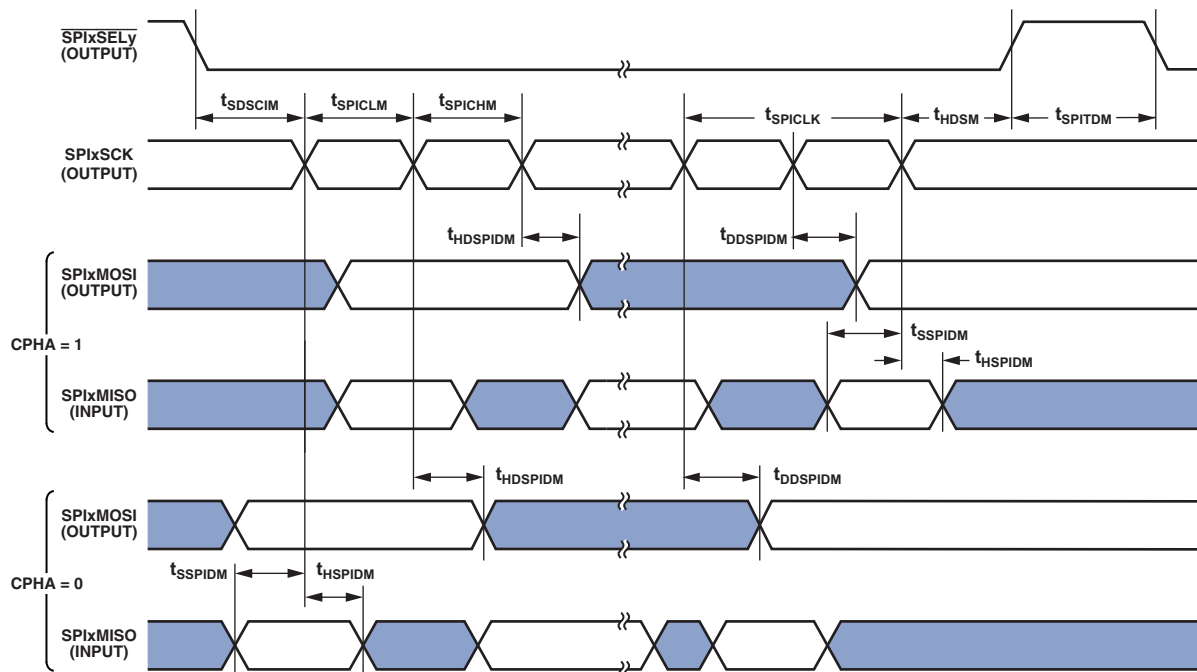 SPIxSELy
(OUTPUT)
tSDSCIM
tSPICLM
tSPICHM
tSPICLK
tHDSM
tSPITDM
SPIxSCK
(OUTPUT)
tHDSPIDM
tDDSPIDM
SPIxMOSI
(OUTPUT)
CPHA = 1
tSSPIDM
tHSPIDM
SPIxMISO
(INPUT)
tHDSPIDM
tDDSPIDM
SPIxMOSI
(OUTPUT)
CPHA = 0
tSSPIDM
tHSPIDM
SPIxMISO
(INPUT)